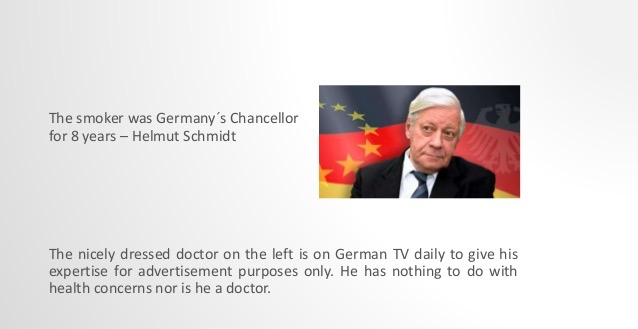 The smoker was Germany´s Chancellor
for 8 years – Helmut Schmidt
The nicely dressed doctor on the left is on German TV daily to give his
expertise for advertisement purposes only. He has nothing to do with
health concerns nor is he a doctor.